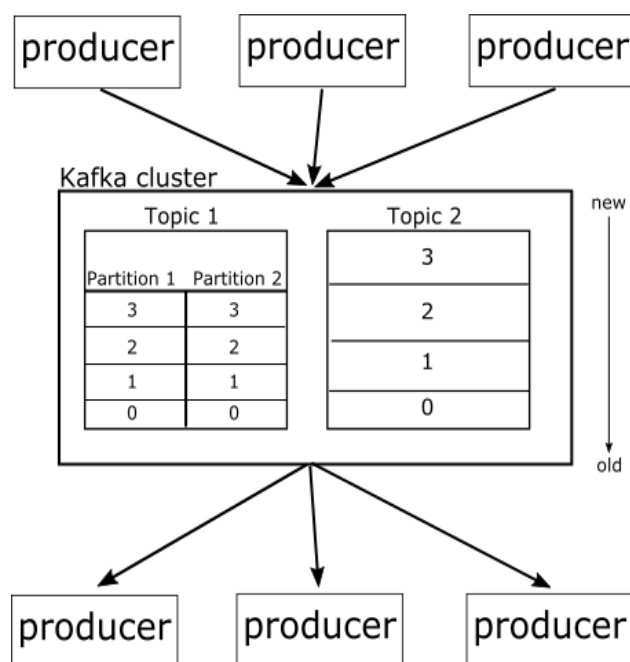 producer producer producer
Kafka cluster
new
Topic 1 Topic 2
Partition 1 Partition 2
3 3 3
2 2 2
1 1 1
0 0 0
old
producer producer producer